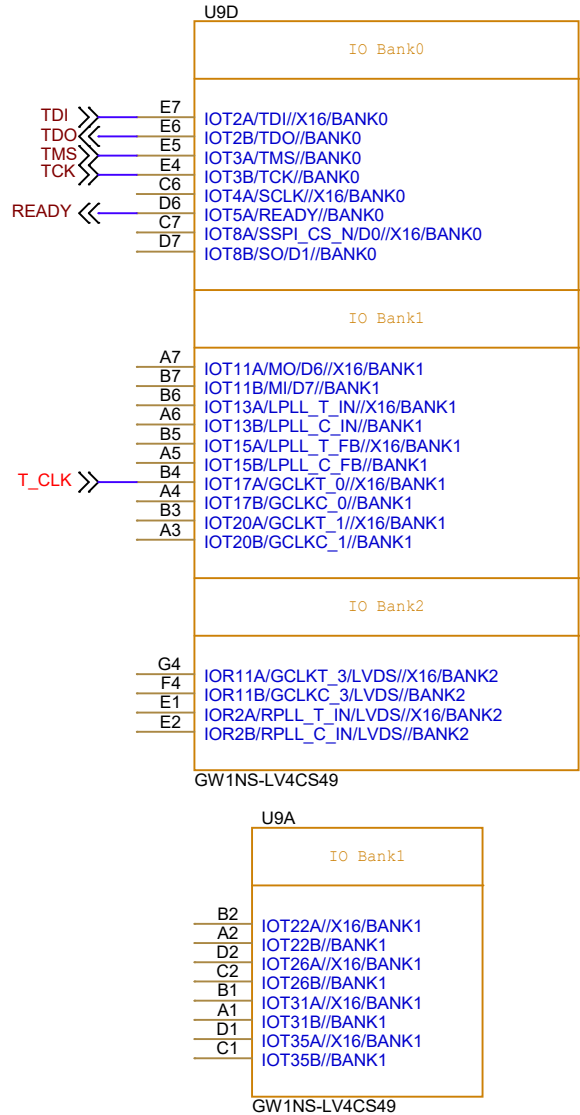 U9D
IO Bank0
TDI E7 IOT2A/TDI//X16/BANK0
TDO E6 IOT2B/TDO//BANK0
TMS E5 IOT3A/TMS//BANK0
TCK E4 IOT3B/TCK//BANK0
C6 IOT4A/SCLK//X16/BANK0
READY D6 IOT5A/READY//BANK0
C7 IOT8A/SSPI_CS_N/D0//X16/BANK0
D7 IOT8B/SO/D1//BANK0
IO Bank1
A7 IOT11A/MO/D6//X16/BANK1
B7 IOT11B/MI/D7//BANK1
B6 IOT13A/LPLL_T_IN//X16/BANK1
A6 IOT13B/LPLL_C_IN//BANK1
B5 IOT15A/LPLL_T_FB//X16/BANK1
A5 IOT15B/LPLL_C_FB//BANK1
T_CLK B4 IOT17A/GCLKT_0//X16/BANK1
A4 IOT17B/GCLKC_0//BANK1
B3 IOT20A/GCLKT_1//X16/BANK1
A3 IOT20B/GCLKC_1//BANK1
IO Bank2
G4 IOR11A/GCLKT_3/LVDS//X16/BANK2
F4 IOR11B/GCLKC_3/LVDS//BANK2
E1 IOR2A/RPLL_T_IN/LVDS//X16/BANK2
E2 IOR2B/RPLL_C_IN/LVDS//BANK2
GW1NS-LV4CS49
U9A
IO Bank1
B2 IOT22A//X16/BANK1
A2 IOT22B//BANK1
D2 IOT26A//X16/BANK1
C2 IOT26B//BANK1
B1 IOT31A//X16/BANK1
A1 IOT31B//BANK1
D1 IOT35A//X16/BANK1
C1 IOT35B//BANK1
GW1NS-LV4CS49